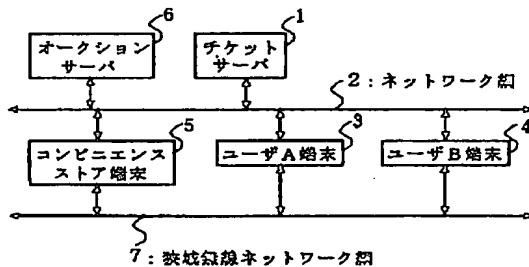 6
オークション
サーバ
1
チケット
サーバ
2：ネットワーク網
5
コンビニエンス
ストア端末
3
ユーザA端末
4
ユーザB端末
7：狭域無線ネットワーク網